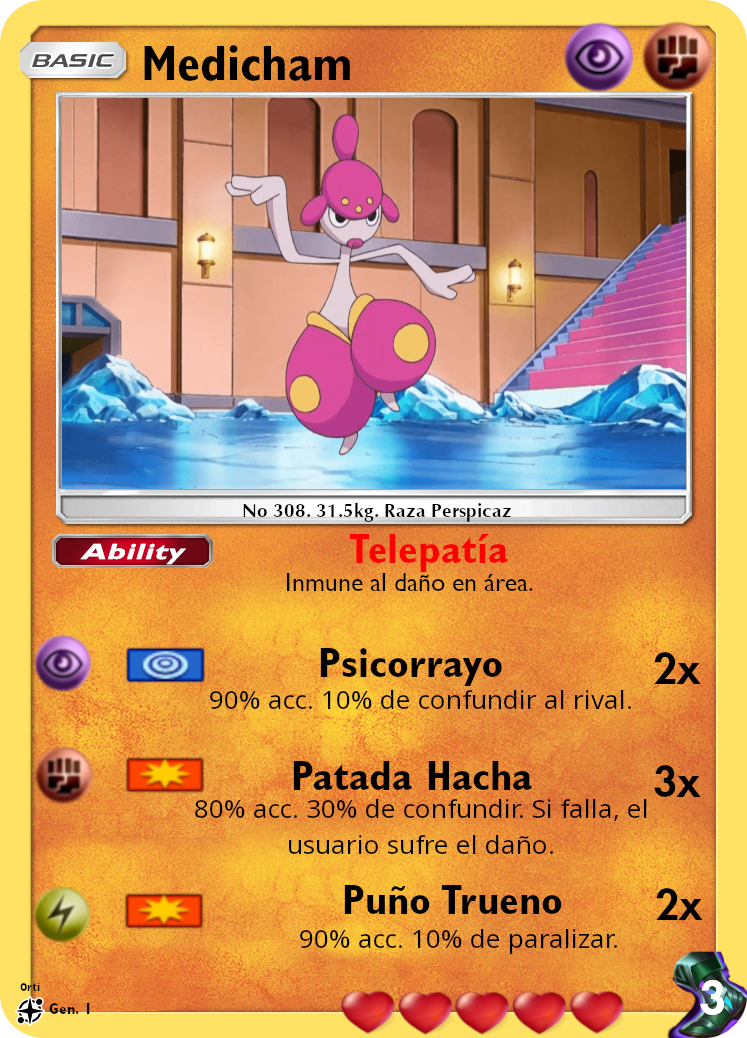 BASIC
Medicham
No 308. 31.5kg. Raza Perspicaz
Ability
Telepatía
Inmune al daño en área.
Psicorrayo
2x
90% acc. 10% de confundir al rival.
Patada Hacha
3x
80% acc. 30% de confundir. Si falla, el
usuario sufre el daño.
Puño Trueno
2x
90% acc. 10% de paralizar.
Orti
Gen. 1
3